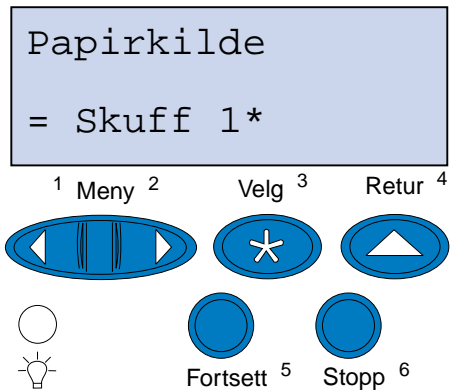 Papirkilde
= Skuff 1*
1 Meny 2 Velg 3 Retur 4
Fortsett 5 Stopp 6